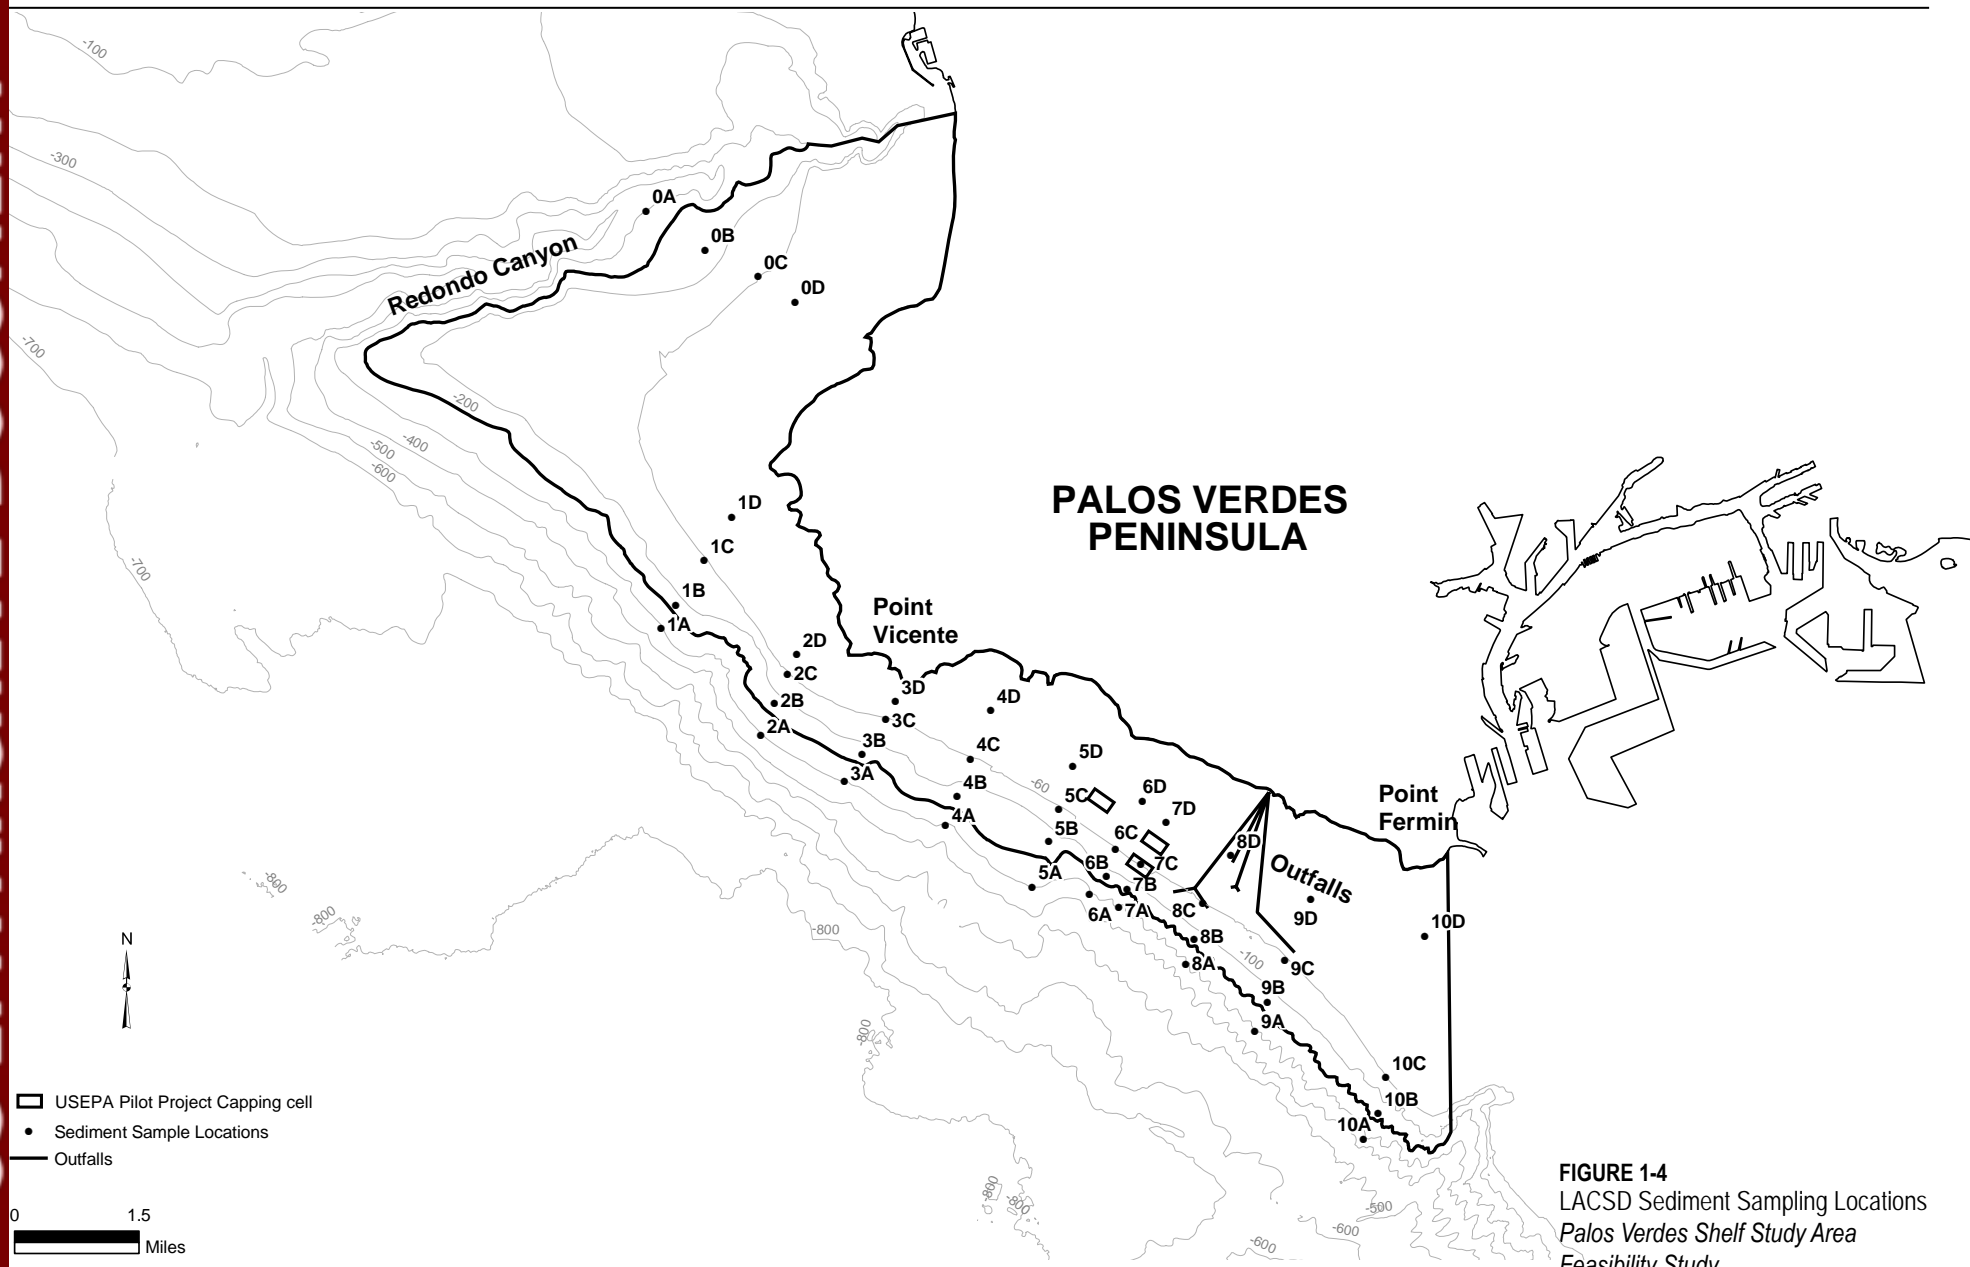 -100
-300
0A
0B
0C
0D
Redondo Canyon
-700
-200
-400
-500
-600
-700
PALOS VERDES
PENINSULA
1D
1C
1B
1A
Point
Vicente
2D
2C
2B
2A
3D
3C
3B
3A
4D
4C
4B
4A
-60
5D
5C
5B
5A
6D
6C
6B
6A
7D
7C
7B
7A
8D
8C
8B
8A
Outfalls
Point
Fermin
9D
9C
9B
9A
10D
10C
10B
10A
-100
-800
-800
-800
-800
-800
-800
-500
-600
-600
N
USEPA Pilot Project Capping cell
Sediment Sample Locations
Outfalls
0 1.5
Miles
FIGURE 1-4
LACSD Sediment Sampling Locations
Palos Verdes Shelf Study Area
Feasibility Study